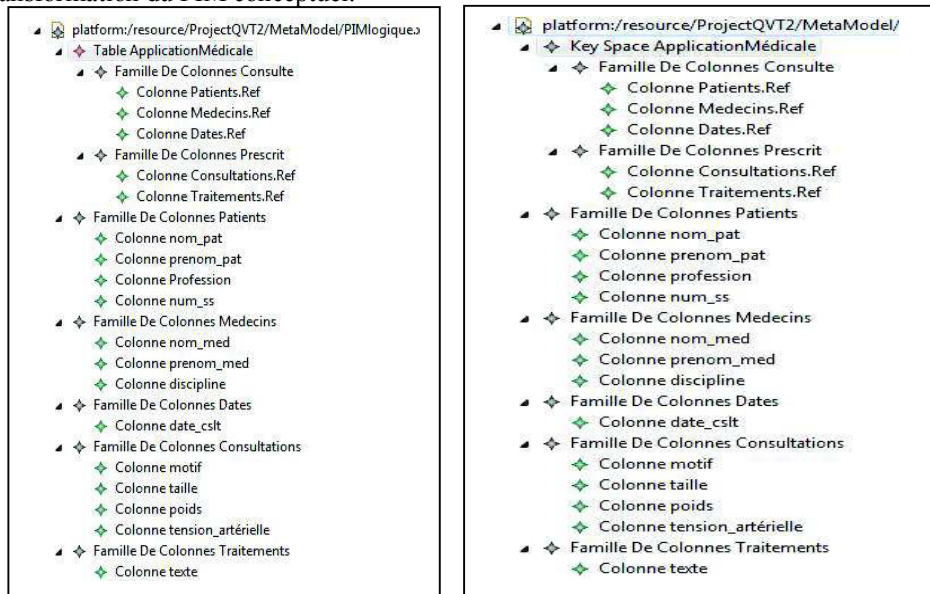 transformation du PIM conceptuel.
platform:/resource/ProjectQVT2/MetaModel/PIMlogique.x
Table ApplicationMédicale
Famille De Colonnes Consulte
Colonne Patients.Ref
Colonne Medecins.Ref
Colonne Dates.Ref
Famille De Colonnes Prescrit
Colonne Consultations.Ref
Colonne Traitements.Ref
Famille De Colonnes Patients
Colonne nom_pat
Colonne prenom_pat
Colonne Profession
Colonne num_ss
Famille De Colonnes Medecins
Colonne nom_med
Colonne prenom_med
Colonne discipline
Famille De Colonnes Dates
Colonne date_cslt
Famille De Colonnes Consultations
Colonne motif
Colonne taille
Colonne poids
Colonne tension_artérielle
Famille De Colonnes Traitements
Colonne texte
platform:/resource/ProjectQVT2/MetaModel/
Key Space ApplicationMédicale
Famille De Colonnes Consulte
Colonne Patients.Ref
Colonne Medecins.Ref
Colonne Dates.Ref
Famille De Colonnes Prescrit
Colonne Consultations.Ref
Colonne Traitements.Ref
Famille De Colonnes Patients
Colonne nom_pat
Colonne prenom_pat
Colonne profession
Colonne num_ss
Famille De Colonnes Medecins
Colonne nom_med
Colonne prenom_med
Colonne discipline
Famille De Colonnes Dates
Colonne date_cslt
Famille De Colonnes Consultations
Colonne motif
Colonne taille
Colonne poids
Colonne tension_artérielle
Famille De Colonnes Traitements
Colonne texte